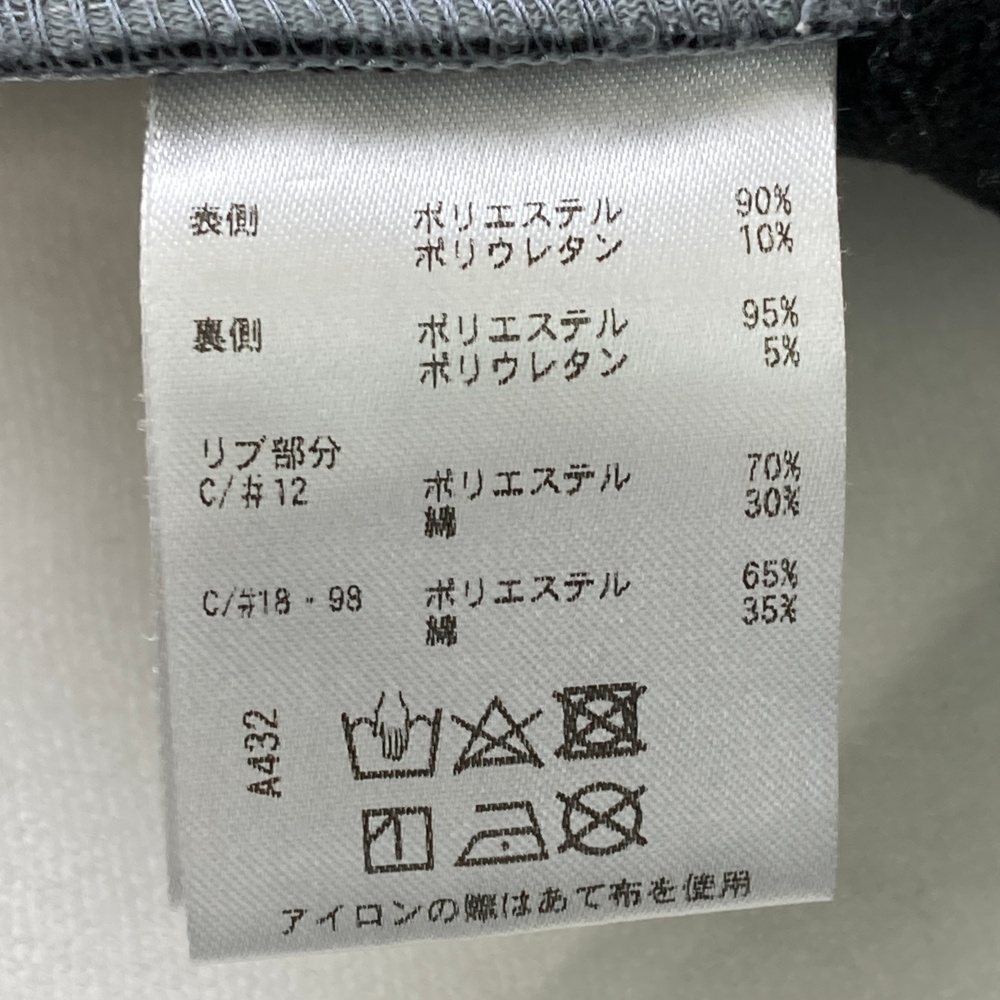 表側 ポリエステル 90%
ポリウレタン 10%
裏側 ポリエステル 95%
ポリウレタン 5%
リブ部分
C/#12 ポリエステル 70%
綿 30%
C/#18・98 ポリエステル 65%
綿 35%
A432
アイロンの際はあて布を使用